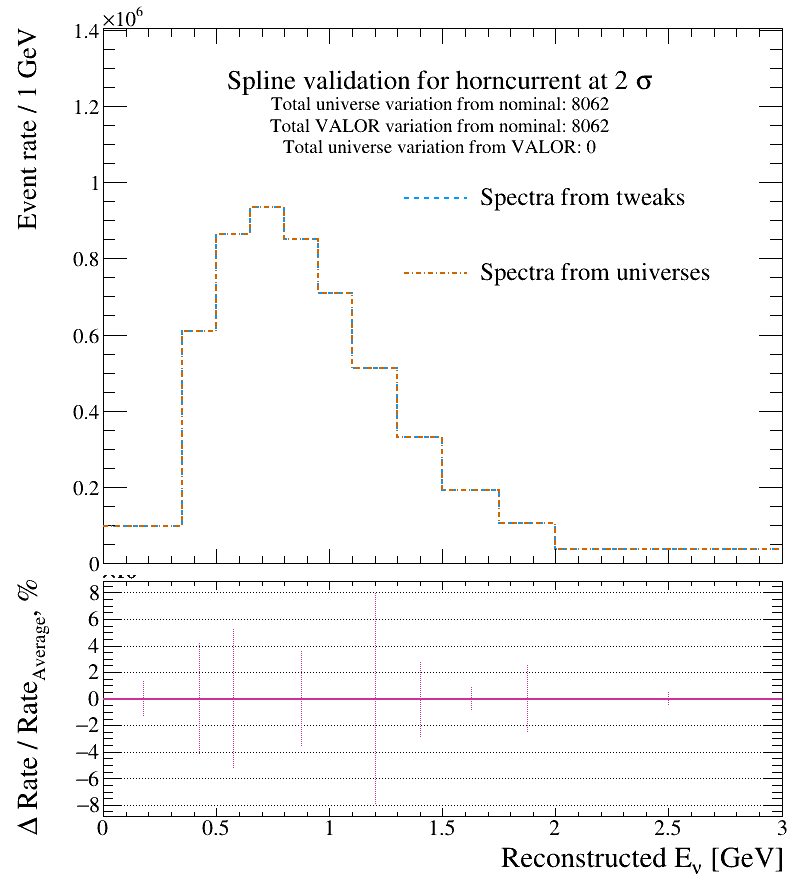 ×10⁶
1.4
1.2
1
0.8
0.6
0.4
0.2
0
Event rate / 1 GeV
Spline validation for horncurrent at 2 σ
Total universe variation from nominal: 8062
Total VALOR variation from nominal: 8062
Total universe variation from VALOR: 0
Spectra from tweaks
Spectra from universes
8
6
4
2
0
−2
−4
−6
−8
Δ Rate / Rate_Average, %
0 0.5 1 1.5 2 2.5 3
Reconstructed E_ν [GeV]